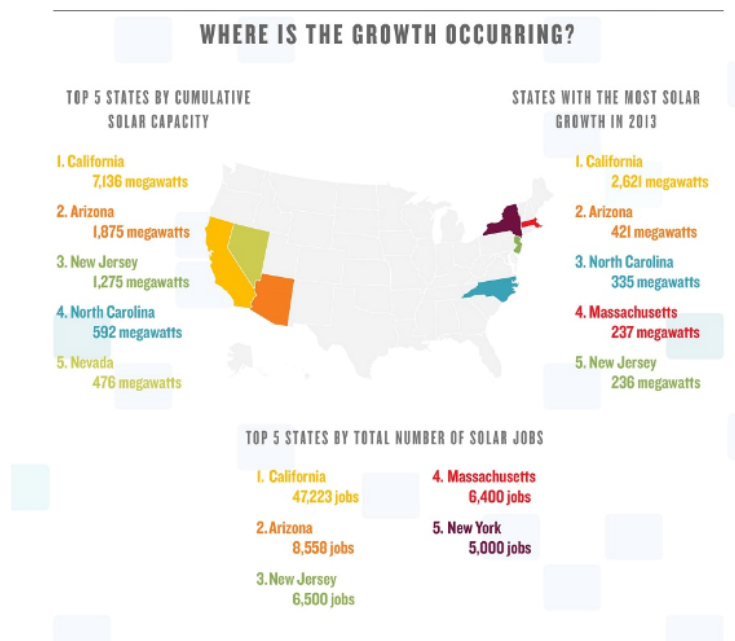 WHERE IS THE GROWTH OCCURRING?
TOP 5 STATES BY CUMULATIVE
SOLAR CAPACITY
1. California
7,136 megawatts
2. Arizona
1,875 megawatts
3. New Jersey
1,275 megawatts
4. North Carolina
592 megawatts
5. Nevada
476 megawatts
STATES WITH THE MOST SOLAR
GROWTH IN 2013
1. California
2,621 megawatts
2. Arizona
421 megawatts
3. North Carolina
335 megawatts
4. Massachusetts
237 megawatts
5. New Jersey
236 megawatts
TOP 5 STATES BY TOTAL NUMBER OF SOLAR JOBS
1. California
47,223 jobs
2. Arizona
8,558 jobs
3. New Jersey
6,500 jobs
4. Massachusetts
6,400 jobs
5. New York
5,000 jobs